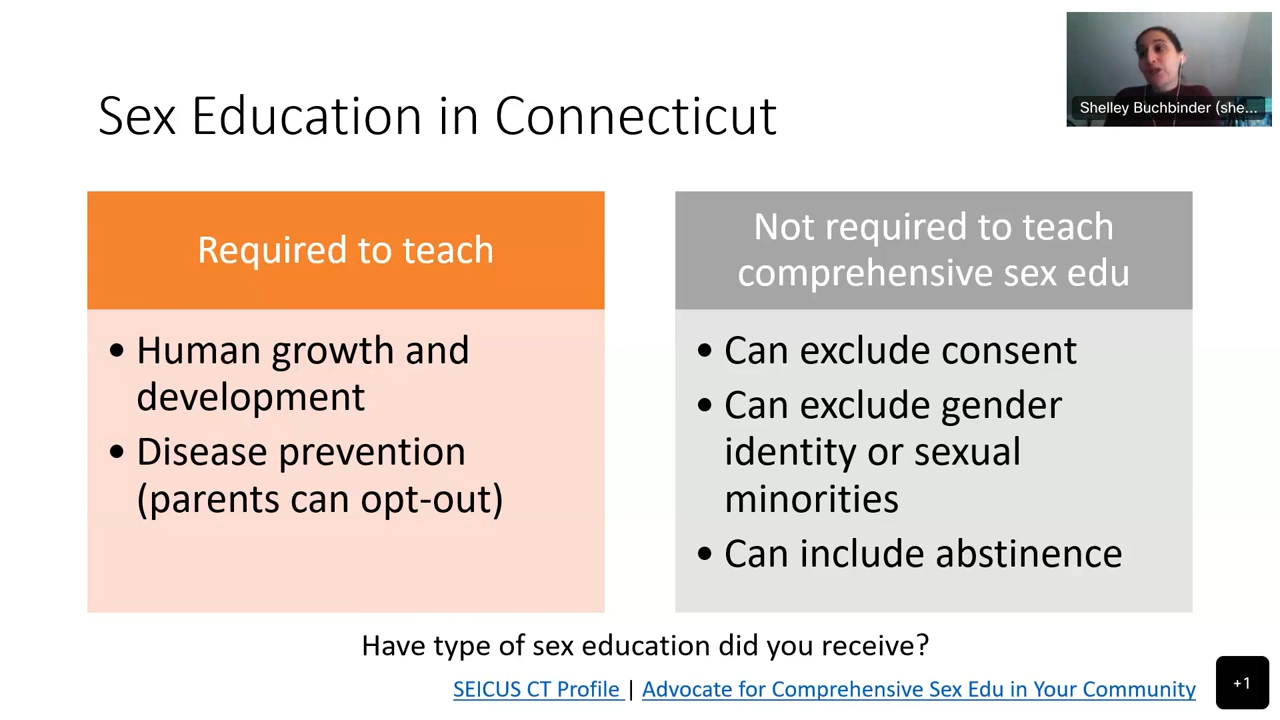 Shelley Buchbinder (she...
Sex Education in Connecticut
Required to teach
• Human growth and
development
• Disease prevention
(parents can opt-out)
Not required to teach
comprehensive sex edu
• Can exclude consent
• Can exclude gender
identity or sexual
minorities
• Can include abstinence
Have type of sex education did you receive?
SEICUS CT Profile | Advocate for Comprehensive Sex Edu in Your Community
+1